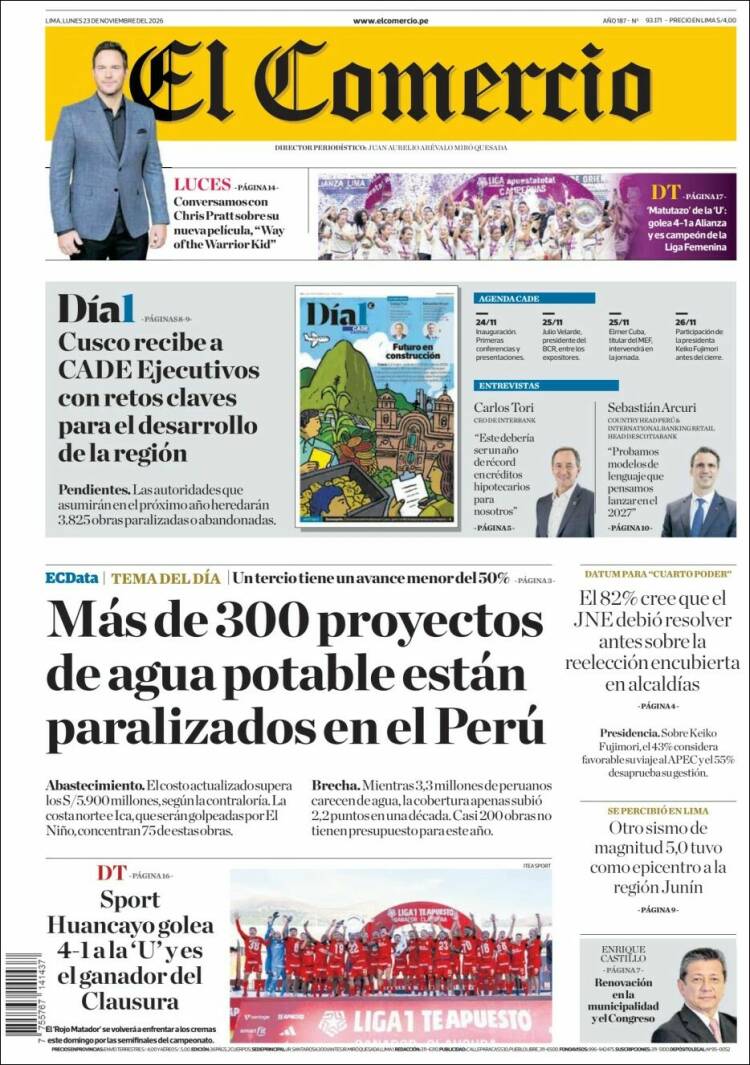 LIMA, LUNES 23 DE NOVIEMBRE DEL 2026
www.elcomercio.pe
AÑO 187 - Nº 93.171 - PRECIO EN LIMA S/4,00
El Comercio
DIRECTOR PERIODÍSTICO: JUAN AURELIO ARÉVALO MIRÓ QUESADA
LUCES -PÁGINA 14-
Conversamos con
Chris Pratt sobre su
nueva película, “Way
of the Warrior Kid”
DT -PÁGINA 17-
‘Matutazo’ de la ‘U’:
golea 4-1 a Alianza
y es campeón de la
Liga Femenina
Día1 -PÁGINAS 8-9-
Cusco recibe a
CADE Ejecutivos
con retos claves
para el desarrollo
de la región
Pendientes. Las autoridades que
asumirán en el próximo año heredarán
3.825 obras paralizadas o abandonadas.
Día1
CADE
Futuro en
construcción
AGENDA CADE
24/11
Inauguración.
Primeras
conferencias y
presentaciones.
25/11
Julio Velarde,
presidente del
BCR, entre los
expositores.
25/11
Elmer Cuba,
titular del MEF,
intervendrá en
la jornada.
26/11
Participación de
la presidenta
Keiko Fujimori
antes del cierre.
ENTREVISTAS
Carlos Tori
CEO DE INTERBANK
“Este debería
ser un año
de récord
en créditos
hipotecarios
para
nosotros”
-PÁGINA 5-
Sebastián Arcuri
COUNTRY HEAD PERÚ &
INTERNATIONAL BANKING RETAIL
HEAD DE SCOTIABANK
“Probamos
modelos de
lenguaje que
pensamos
lanzar en el
2027”
-PÁGINA 10-
ECData | TEMA DEL DÍA | Un tercio tiene un avance menor del 50% -PÁGINA 3-
Más de 300 proyectos
de agua potable están
paralizados en el Perú
Abastecimiento. El costo actualizado supera
los S/5.900 millones, según la contraloría. La
costa norte e Ica, que serán golpeadas por El
Niño, concentran 75 de estas obras.
Brecha. Mientras 3,3 millones de peruanos
carecen de agua, la cobertura apenas subió
2,2 puntos en una década. Casi 200 obras no
tienen presupuesto para este año.
DATUM PARA “CUARTO PODER”
El 82% cree que el
JNE debió resolver
antes sobre la
reelección encubierta
en alcaldías
-PÁGINA 4-
Presidencia. Sobre Keiko
Fujimori, el 43% considera
favorable su viaje al APEC y el 55%
desaprueba su gestión.
SE PERCIBIÓ EN LIMA
Otro sismo de
magnitud 5,0 tuvo
como epicentro a la
región Junín
-PÁGINA 9-
DT -PÁGINA 16-
Sport
Huancayo golea
4-1 a la ‘U’ y es
el ganador del
Clausura
El ‘Rojo Matador’ se volverá a enfrentar a los cremas
este domingo por las semifinales del campeonato.
ITEA SPORT
LIGA 1 TE APUESTO
GANADOR CLAUSURA
LIGA 1 TE APUESTO
GANADOR CLAUSURA
ENRIQUE
CASTILLO
-PÁGINA 7-
Renovación
en la
municipalidad
y el Congreso
7 755767 141437